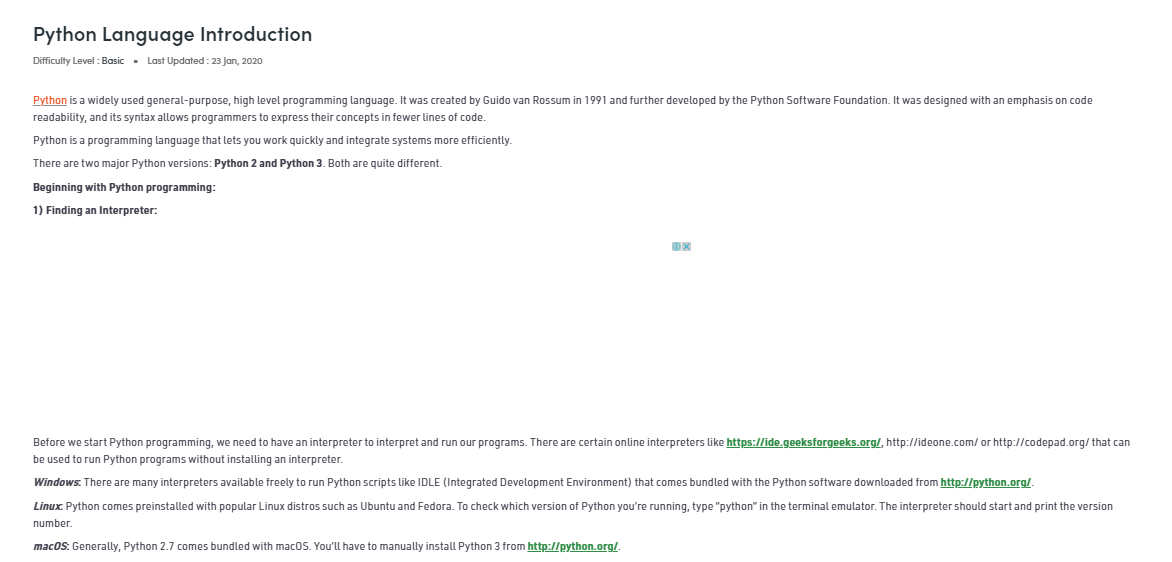 Python Language Introduction
Difficulty Level : Basic ● Last Updated : 23 Jan, 2020
Python is a widely used general-purpose, high level programming language. It was created by Guido van Rossum in 1991 and further developed by the Python Software Foundation. It was designed with an emphasis on code
readability, and its syntax allows programmers to express their concepts in fewer lines of code.
Python is a programming language that lets you work quickly and integrate systems more efficiently.
There are two major Python versions: Python 2 and Python 3. Both are quite different.
Beginning with Python programming:
1) Finding an Interpreter:
Before we start Python programming, we need to have an interpreter to interpret and run our programs. There are certain online interpreters like https://ide.geeksforgeeks.org/, http://ideone.com/ or http://codepad.org/ that can
be used to run Python programs without installing an interpreter.
Windows: There are many interpreters available freely to run Python scripts like IDLE (Integrated Development Environment) that comes bundled with the Python software downloaded from http://python.org/.
Linux: Python comes preinstalled with popular Linux distros such as Ubuntu and Fedora. To check which version of Python you’re running, type “python” in the terminal emulator. The interpreter should start and print the version
number.
macOS: Generally, Python 2.7 comes bundled with macOS. You’ll have to manually install Python 3 from http://python.org/.